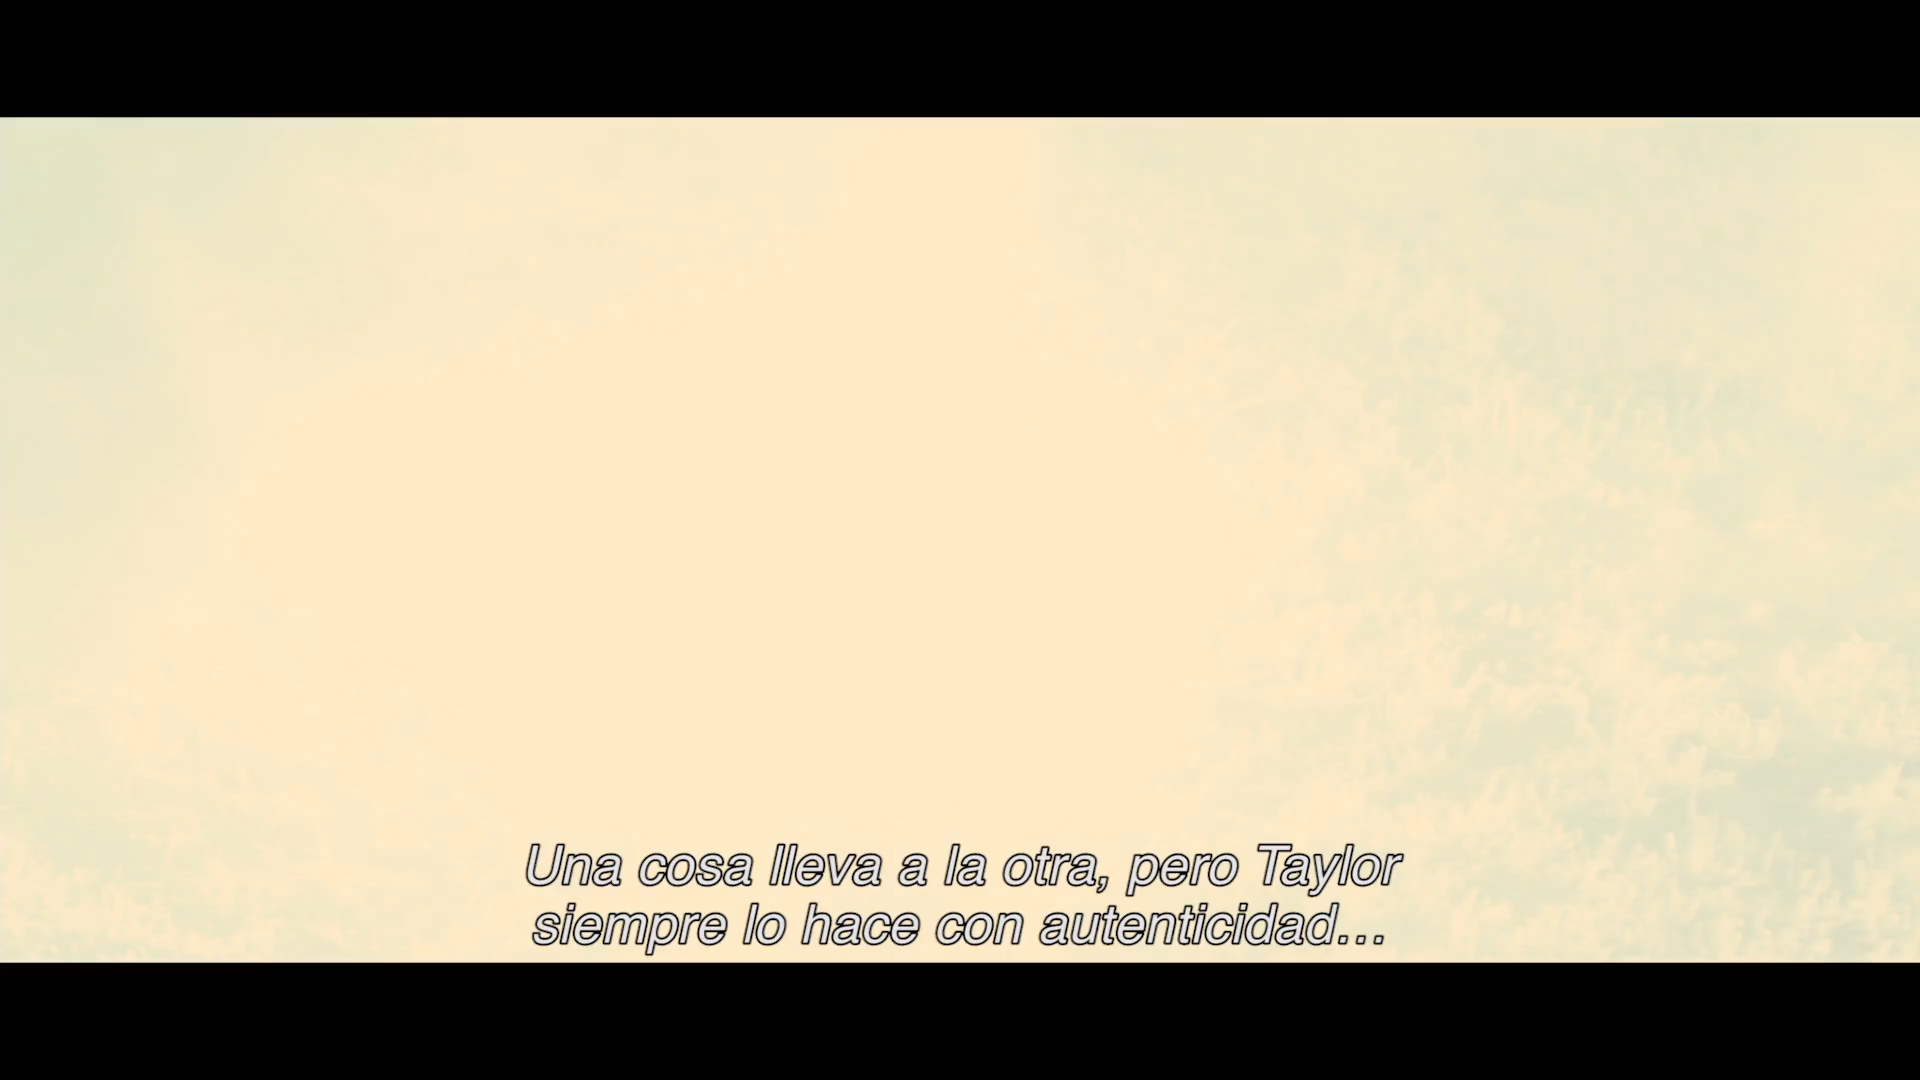 Una cosa lleva a la otra, pero Taylor
siempre lo hace con autenticidad...